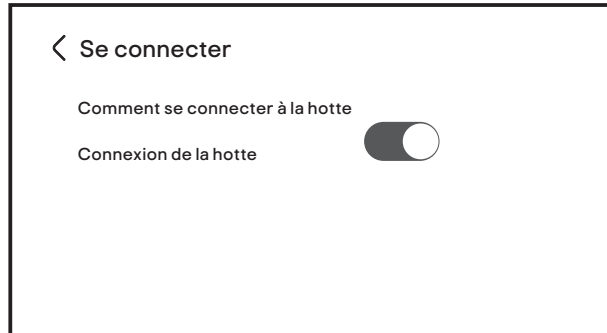 Se connecter
Comment se connecter à la hotte
Connexion de la hotte